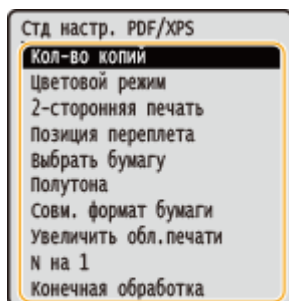 Стд настр. PDF/XPS
Кол-во копий
Цветовой режим
2-сторонняя печать
Позиция переплета
Выбрать бумагу
Полутона
Совм. формат бумаги
Увеличить обл.печати
N на 1
Конечная обработка